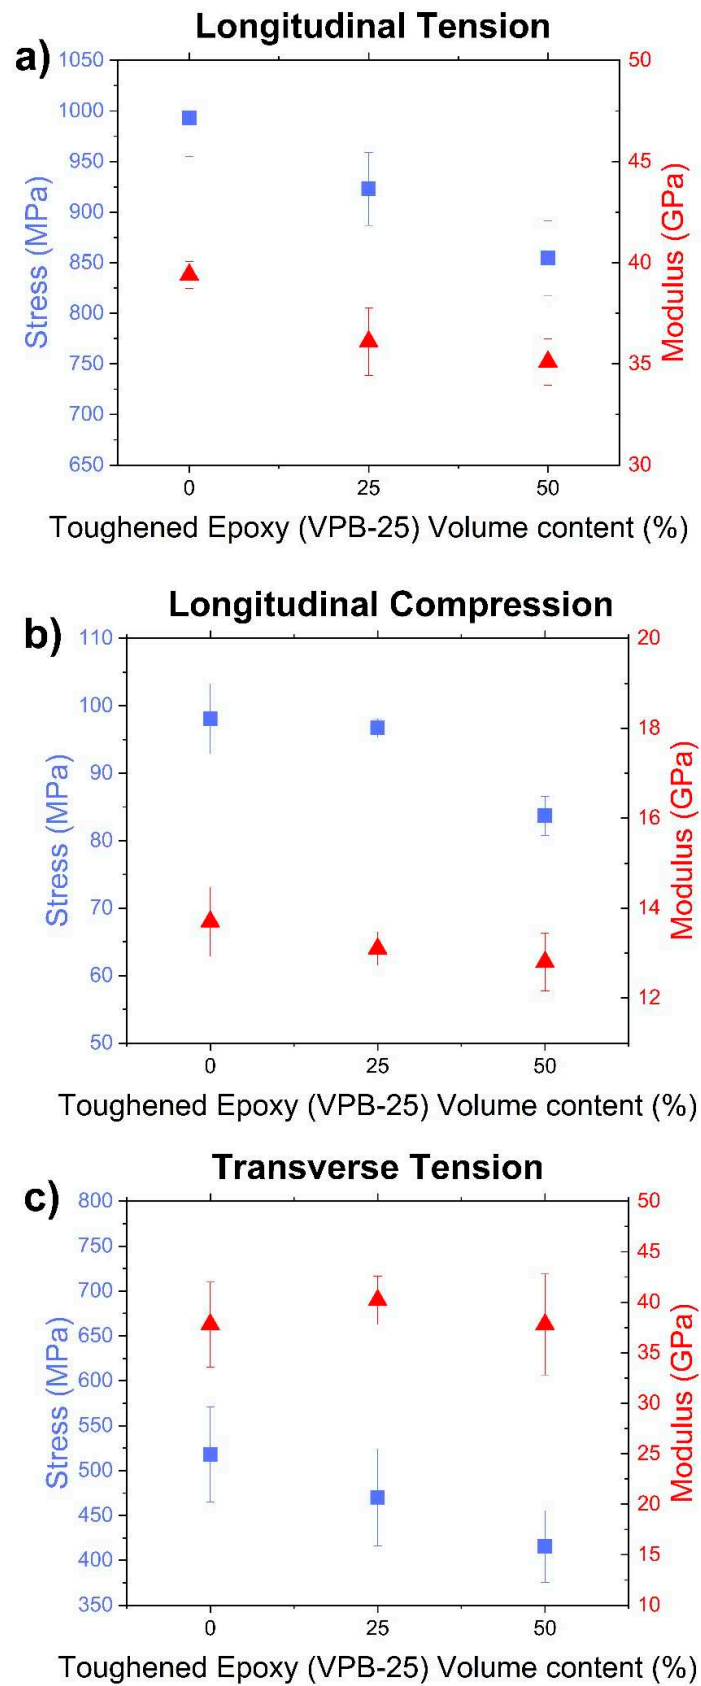 Longitudinal Tension
a)
1050
1000
950
900
850
800
750
700
650
Stress (MPa)
50
45
40
35
30
Modulus (GPa)
0 25 50
Toughened Epoxy (VPB-25) Volume content (%)
Longitudinal Compression
b)
110
100
90
80
70
60
50
Stress (MPa)
20
18
16
14
12
Modulus (GPa)
0 25 50
Toughened Epoxy (VPB-25) Volume content (%)
Transverse Tension
c)
800
750
700
650
600
550
500
450
400
350
Stress (MPa)
50
45
40
35
30
25
20
15
10
Modulus (GPa)
0 25 50
Toughened Epoxy (VPB-25) Volume content (%)